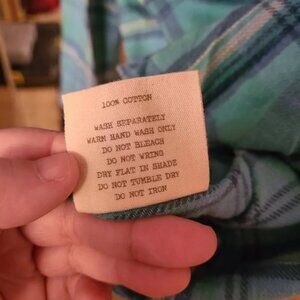 100% COTTON
WASH SEPARATELY
WARM HAND WASH ONLY
DO NOT BLEACH
DO NOT WRING
DRY FLAT IN SHADE
DO NOT TUMBLE DRY
DO NOT IRON